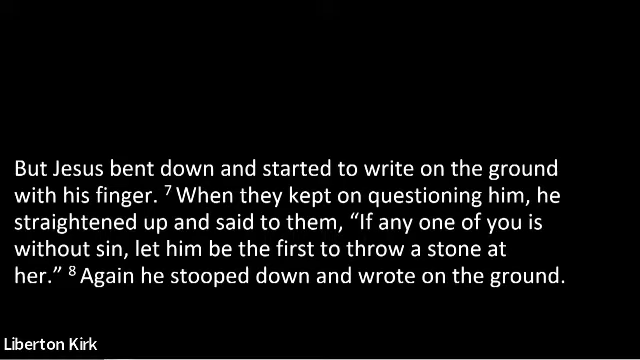 But Jesus bent down and started to write on the ground
with his finger. ⁷ When they kept on questioning him, he
straightened up and said to them, “If any one of you is
without sin, let him be the first to throw a stone at
her.” ⁸ Again he stooped down and wrote on the ground.
Liberton Kirk